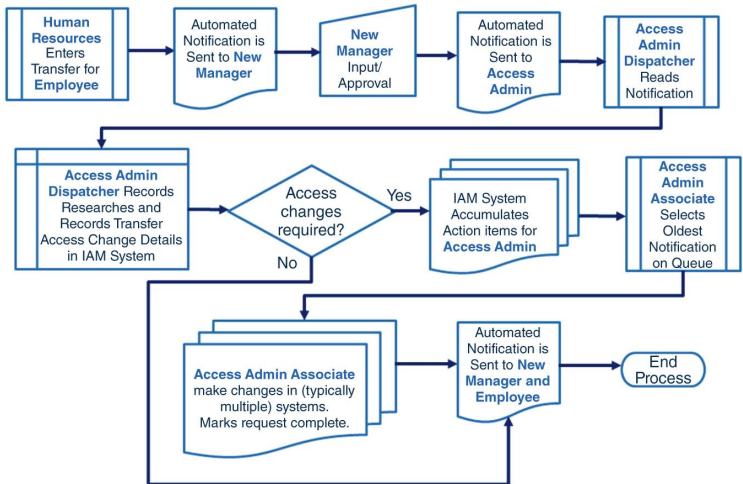 Human
Resources
Enters
Transfer for
Employee
Automated
Notification is
Sent to New
Manager
New
Manager
Input/
Approval
Automated
Notification is
Sent to
Access
Admin
Access
Admin
Dispatcher
Reads
Notification
Access Admin
Dispatcher Records
Researches and
Records Transfer
Access Change Details
in IAM System
Access
changes
required?
Yes
No
IAM System
Accumulates
Action items for
Access Admin
Access
Admin
Associate
Selects
Oldest
Notification
on Queue
Access Admin Associate
make changes in (typically
multiple) systems.
Marks request complete.
Automated
Notification is
Sent to New
Manager and
Employee
End
Process